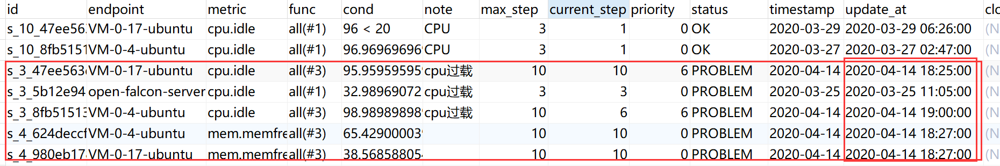 id endpoint metric func cond note max_step current_step priority status timestamp update_at clo
s_10_47ee56 VM-0-17-ubuntu cpu.idle all(#1) 96 < 20 CPU 3 1 0 OK 2020-03-29 2020-03-29 06:26:00 (N
s_10_8fb5151 VM-0-4-ubuntu cpu.idle all(#1) 96.969696969 CPU 3 1 0 OK 2020-03-27 2020-03-27 02:47:00 (N
s_3_47ee563 VM-0-17-ubuntu cpu.idle all(#3) 95.959595959 cpu过载 10 10 6 PROBLEM 2020-04-14 2020-04-14 18:25:00 (N
s_3_5b12e94 open-falcon-server cpu.idle all(#1) 32.98969072 cpu过载 3 3 0 PROBLEM 2020-03-25 2020-03-25 11:05:00 (N
s_3_8fb51513 VM-0-4-ubuntu cpu.idle all(#3) 98.989898989 cpu过载 10 6 6 PROBLEM 2020-04-14 2020-04-14 19:00:00 (N
s_4_624deccf VM-0-4-ubuntu mem.memfre all(#3) 65.429000039 10 10 0 PROBLEM 2020-04-14 2020-04-14 18:27:00 (N
s_4_980eb17 VM-0-17-ubuntu mem.memfre all(#3) 38.568588054 10 10 0 PROBLEM 2020-04-14 2020-04-14 18:27:00 (N